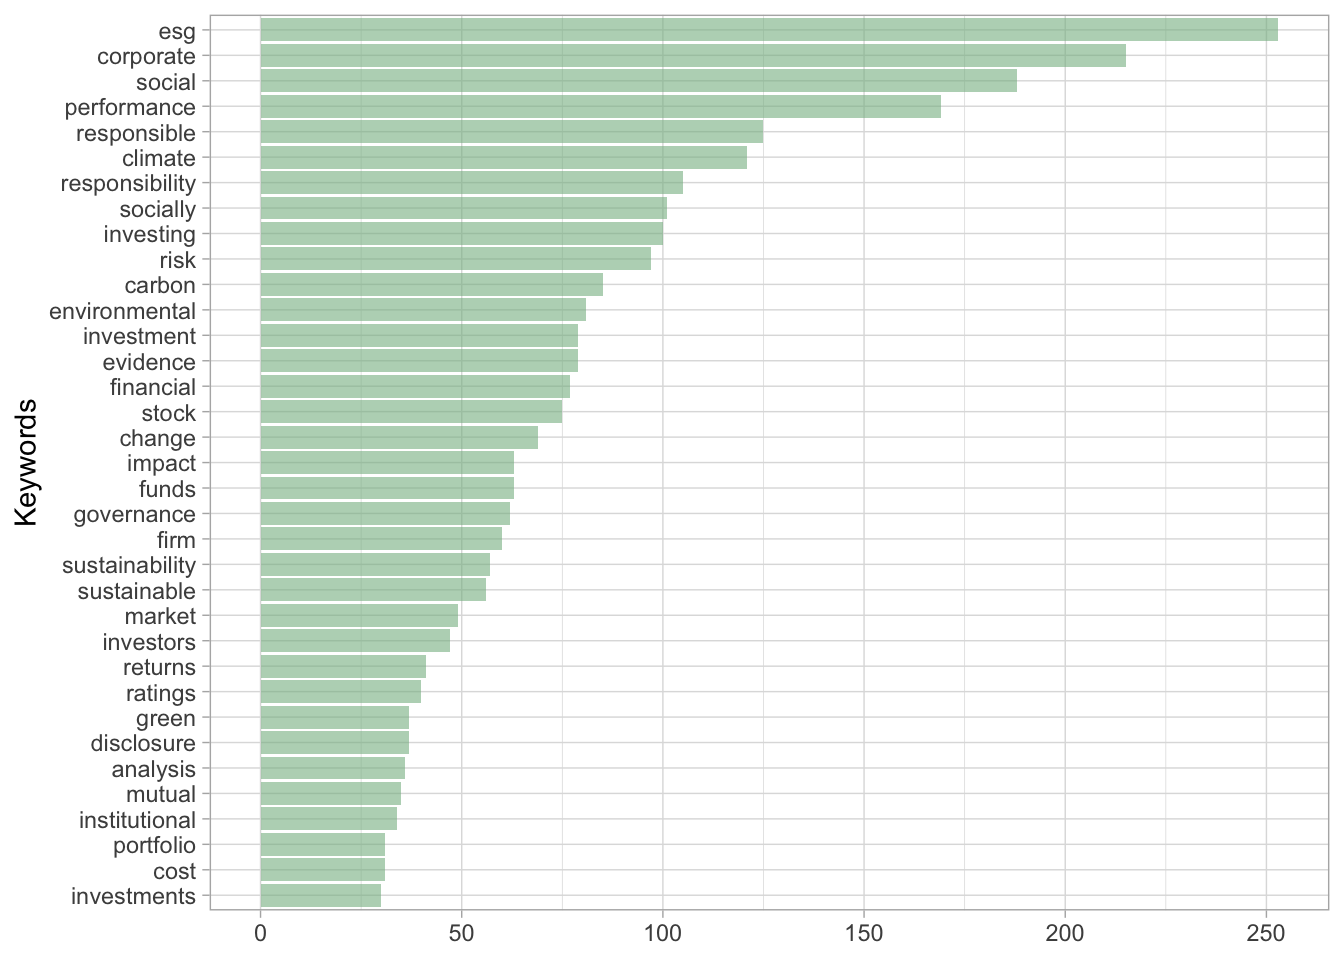 Keywords
esg
corporate
social
performance
responsible
climate
responsibility
socially
investing
risk
carbon
environmental
investment
evidence
financial
stock
change
impact
funds
governance
firm
sustainability
sustainable
market
investors
returns
ratings
green
disclosure
analysis
mutual
institutional
portfolio
cost
investments
0 50 100 150 200 250